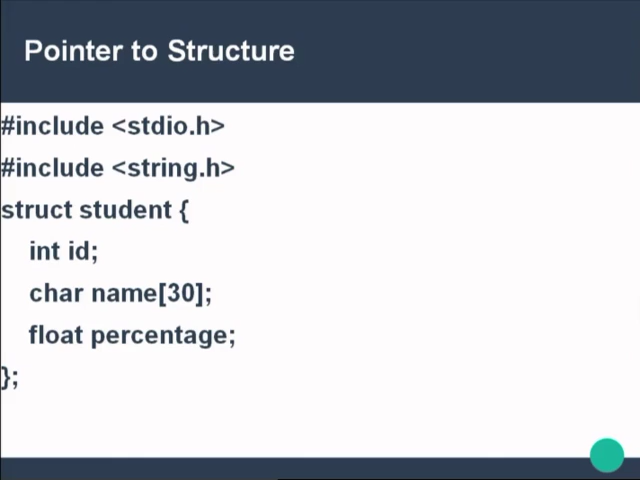 Pointer to Structure
#include <stdio.h>
#include <string.h>
struct student {
int id;
char name[30];
float percentage;
};